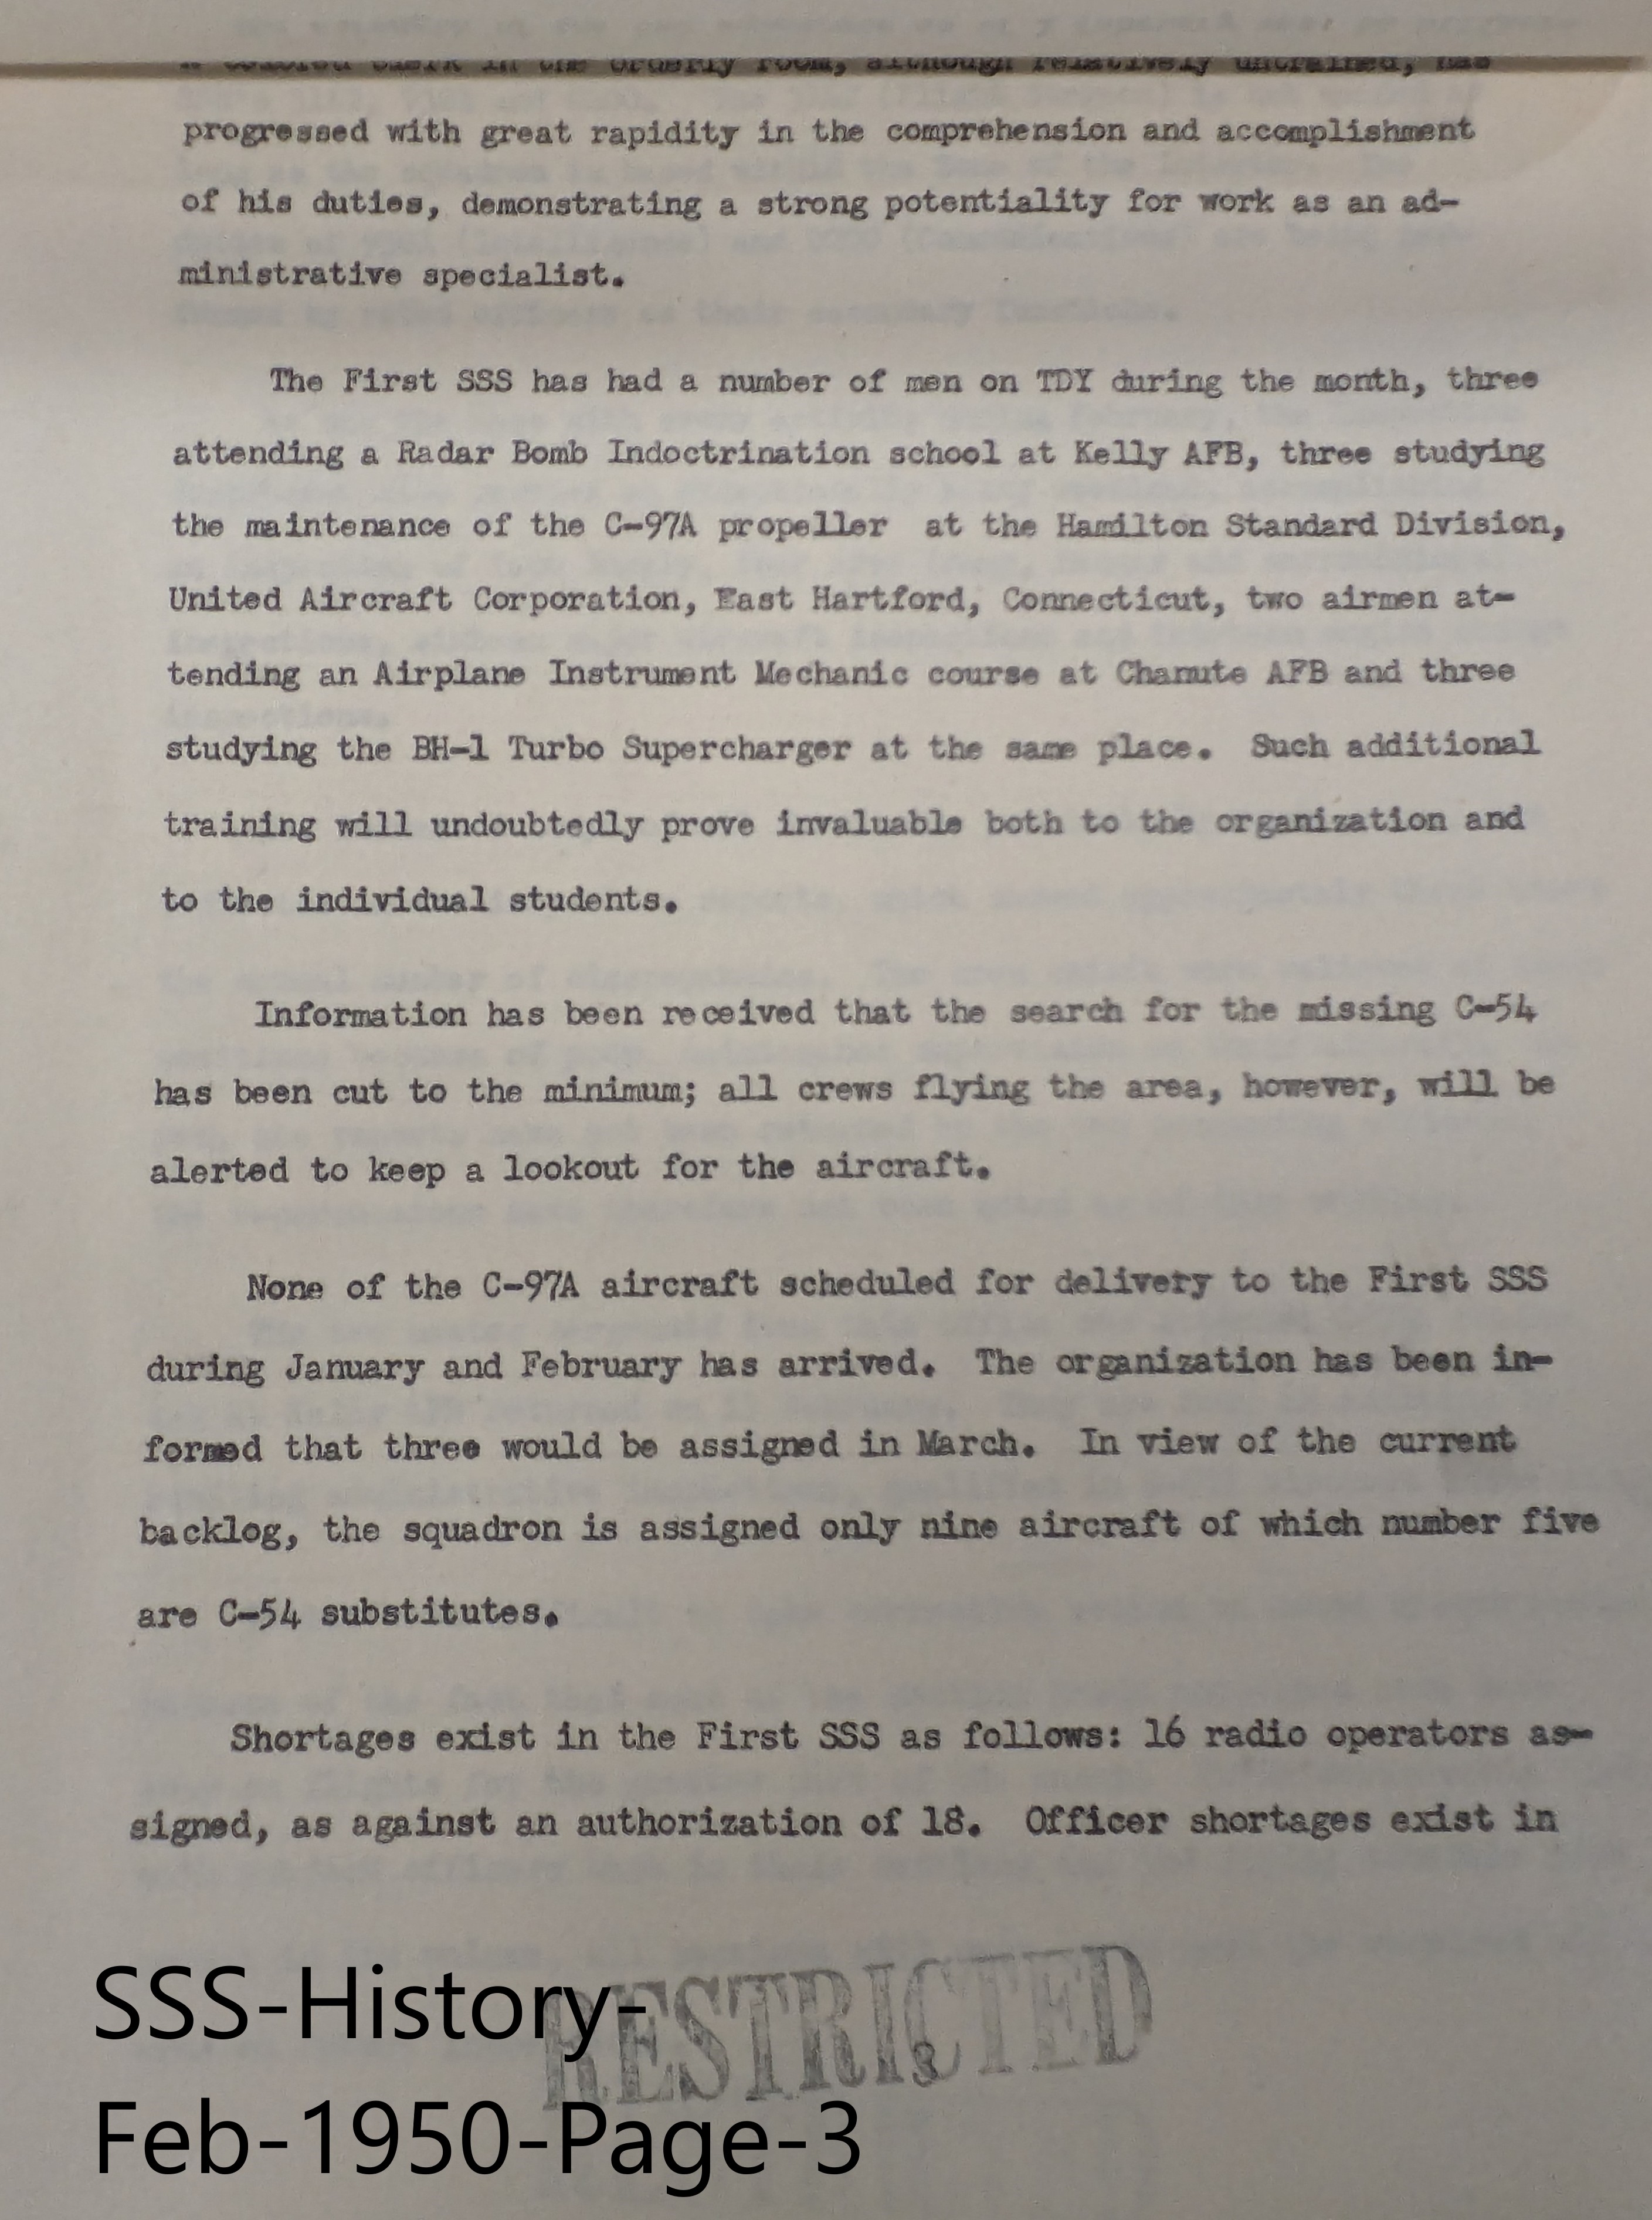 A colored clerk in the orderly room, although relatively untrained, has
progressed with great rapidity in the comprehension and accomplishment
of his duties, demonstrating a strong potentiality for work as an ad-
ministrative specialist.
The First SSS has had a number of men on TDY during the month, three
attending a Radar Bomb Indoctrination school at Kelly AFB, three studying
the maintenance of the C-97A propeller at the Hamilton Standard Division,
United Aircraft Corporation, East Hartford, Connecticut, two airmen at-
tending an Airplane Instrument Mechanic course at Chanute AFB and three
studying the BH-1 Turbo Supercharger at the same place. Such additional
training will undoubtedly prove invaluable both to the organization and
to the individual students.
Information has been received that the search for the missing C-54
has been cut to the minimum; all crews flying the area, however, will be
alerted to keep a lookout for the aircraft.
None of the C-97A aircraft scheduled for delivery to the First SSS
during January and February has arrived. The organization has been in-
formed that three would be assigned in March. In view of the current
backlog, the squadron is assigned only nine aircraft of which number five
are C-54 substitutes.
Shortages exist in the First SSS as follows: 16 radio operators as-
signed, as against an authorization of 18. Officer shortages exist in
RESTRICTED
3
SSS-History-
Feb-1950-Page-3